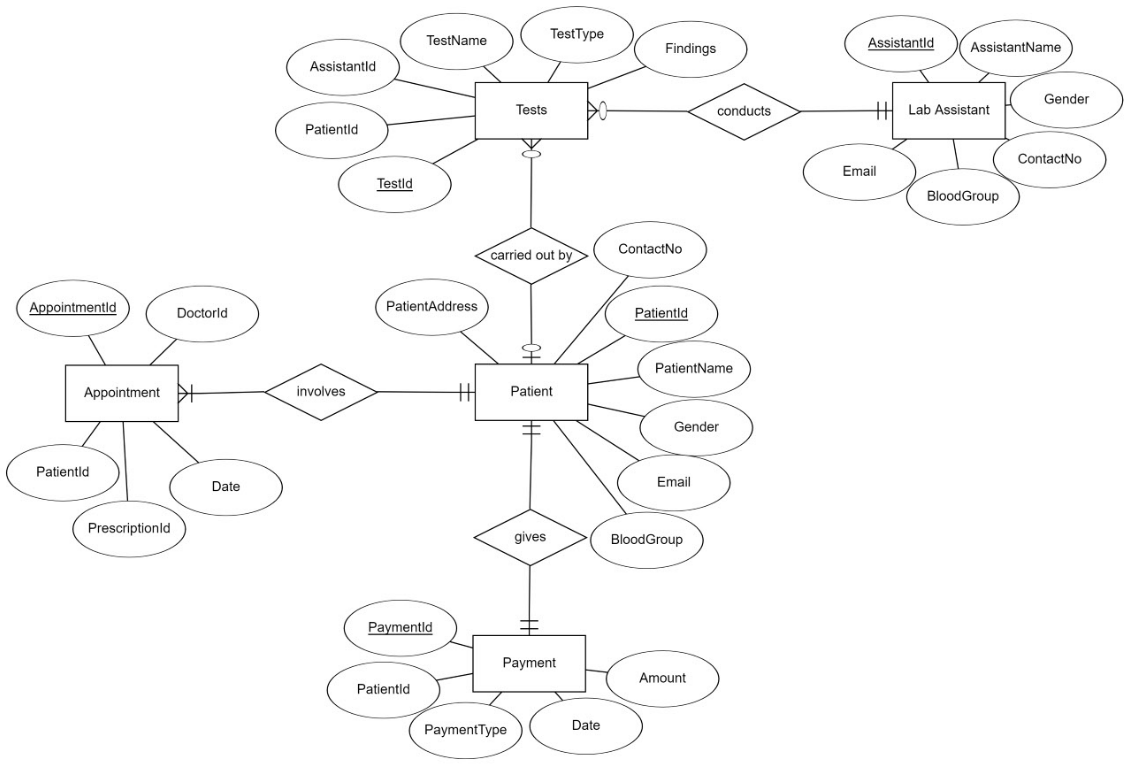 TestName
TestType
Findings
AssistantId
Tests
PatientId
TestId
conducts
AssistantId
AssistantName
Gender
Lab Assistant
ContactNo
Email
BloodGroup
carried out by
ContactNo
PatientAddress
PatientId
PatientName
Patient
Gender
Email
BloodGroup
AppointmentId
DoctorId
Appointment
involves
PatientId
Date
PrescriptionId
gives
PaymentId
Payment
PatientId
Amount
PaymentType
Date